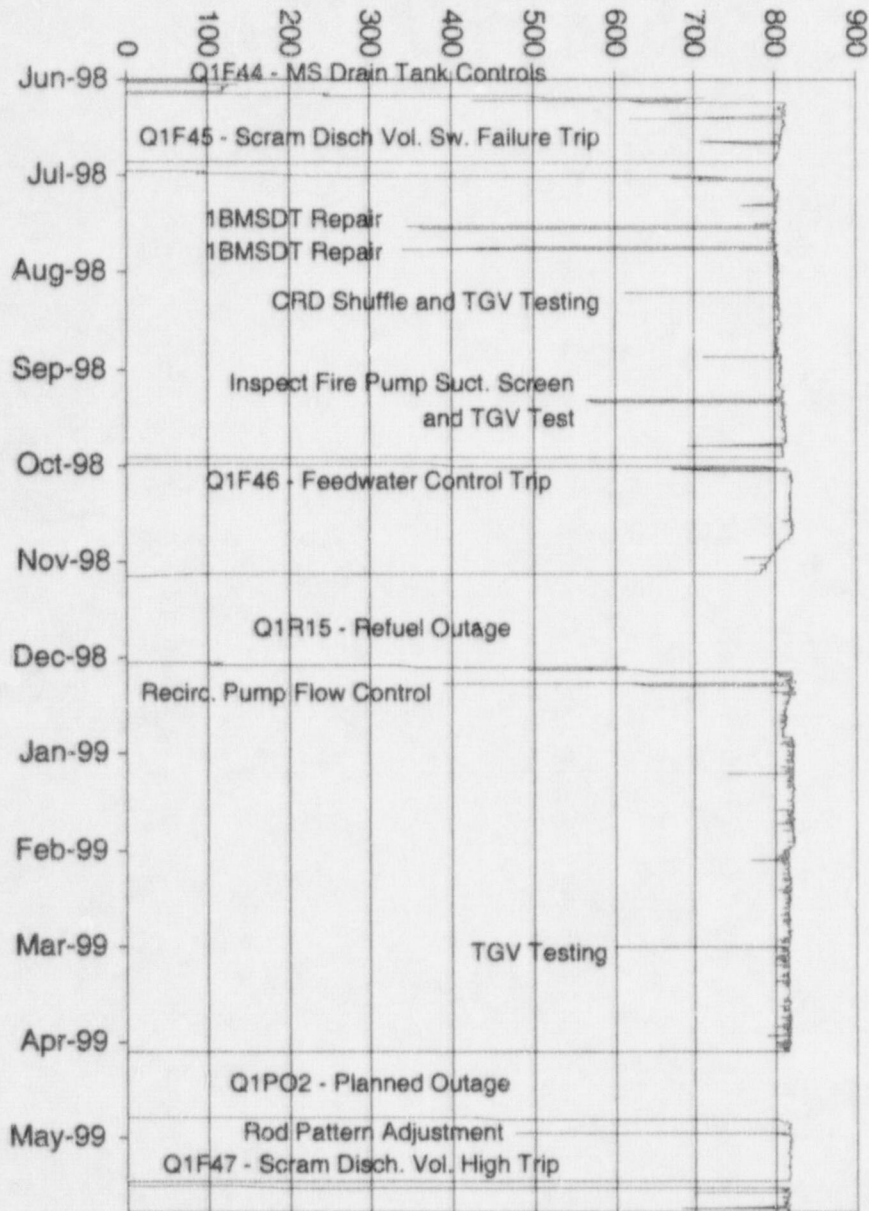 0 100 200 300 400 500 600 700 800 900
Jun-98
Q1F44 - MS Drain Tank Controls
Q1F45 - Scram Disch Vol. Sw. Failure Trip
Jul-98
1BMSDT Repair
1BMSDT Repair
Aug-98
CRD Shuffle and TGV Testing
Sep-98
Inspect Fire Pump Suct. Screen
and TGV Test
Oct-98
Q1F46 - Feedwater Control Trip
Nov-98
Q1R15 - Refuel Outage
Dec-98
Recirc. Pump Flow Control
Jan-99
Feb-99
Mar-99
TGV Testing
Apr-99
Q1PO2 - Planned Outage
May-99
Rod Pattern Adjustment
Q1F47 - Scram Disch. Vol. High Trip